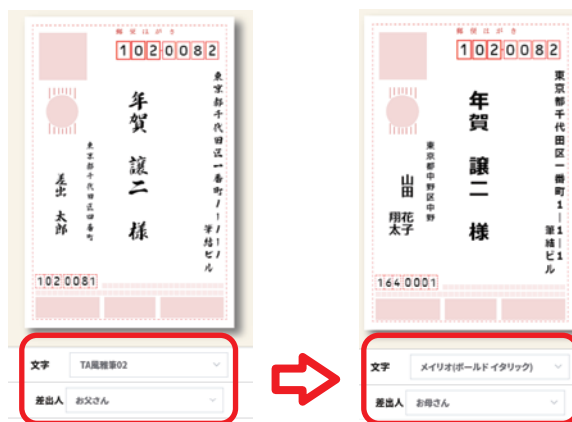 郵便はがき
1020082
東京都千代田区一番町1ー1ー1
筆結ビル
年賀 譲二 様
東京都千代田区四番町
差出 太郎
1020081
文字 TA風雅筆02
差出人 お父さん
郵便はがき
1020082
東京都千代田区一番町1ー1ー1
筆結ビル
年賀 譲二 様
東京都中野区中野
山田 花子
翔太
1640001
文字 メイリオ(ボールド イタリック)
差出人 お母さん